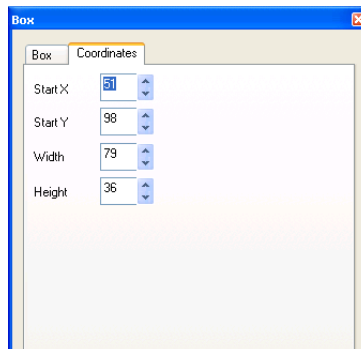 Box
Box Coordinates
Start X 51
Start Y 98
Width 79
Height 36